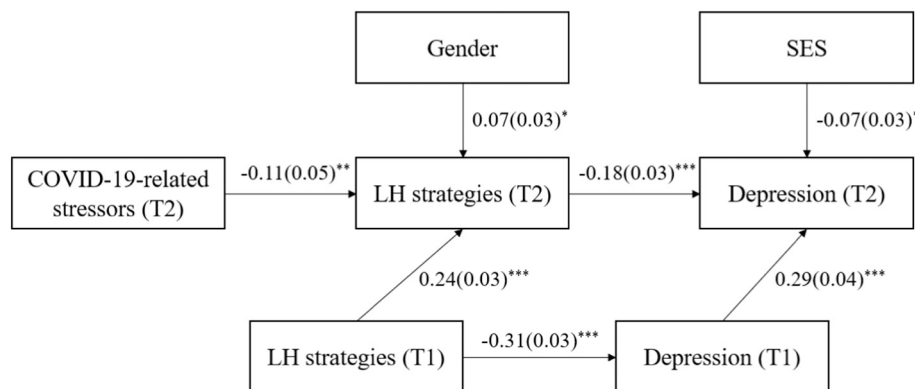 Gender
SES
0.07(0.03)*
-0.07(0.03)*
COVID-19-related
stressors (T2)
-0.11(0.05)**
LH strategies (T2)
-0.18(0.03)***
Depression (T2)
0.24(0.03)***
0.29(0.04)***
LH strategies (T1)
-0.31(0.03)***
Depression (T1)